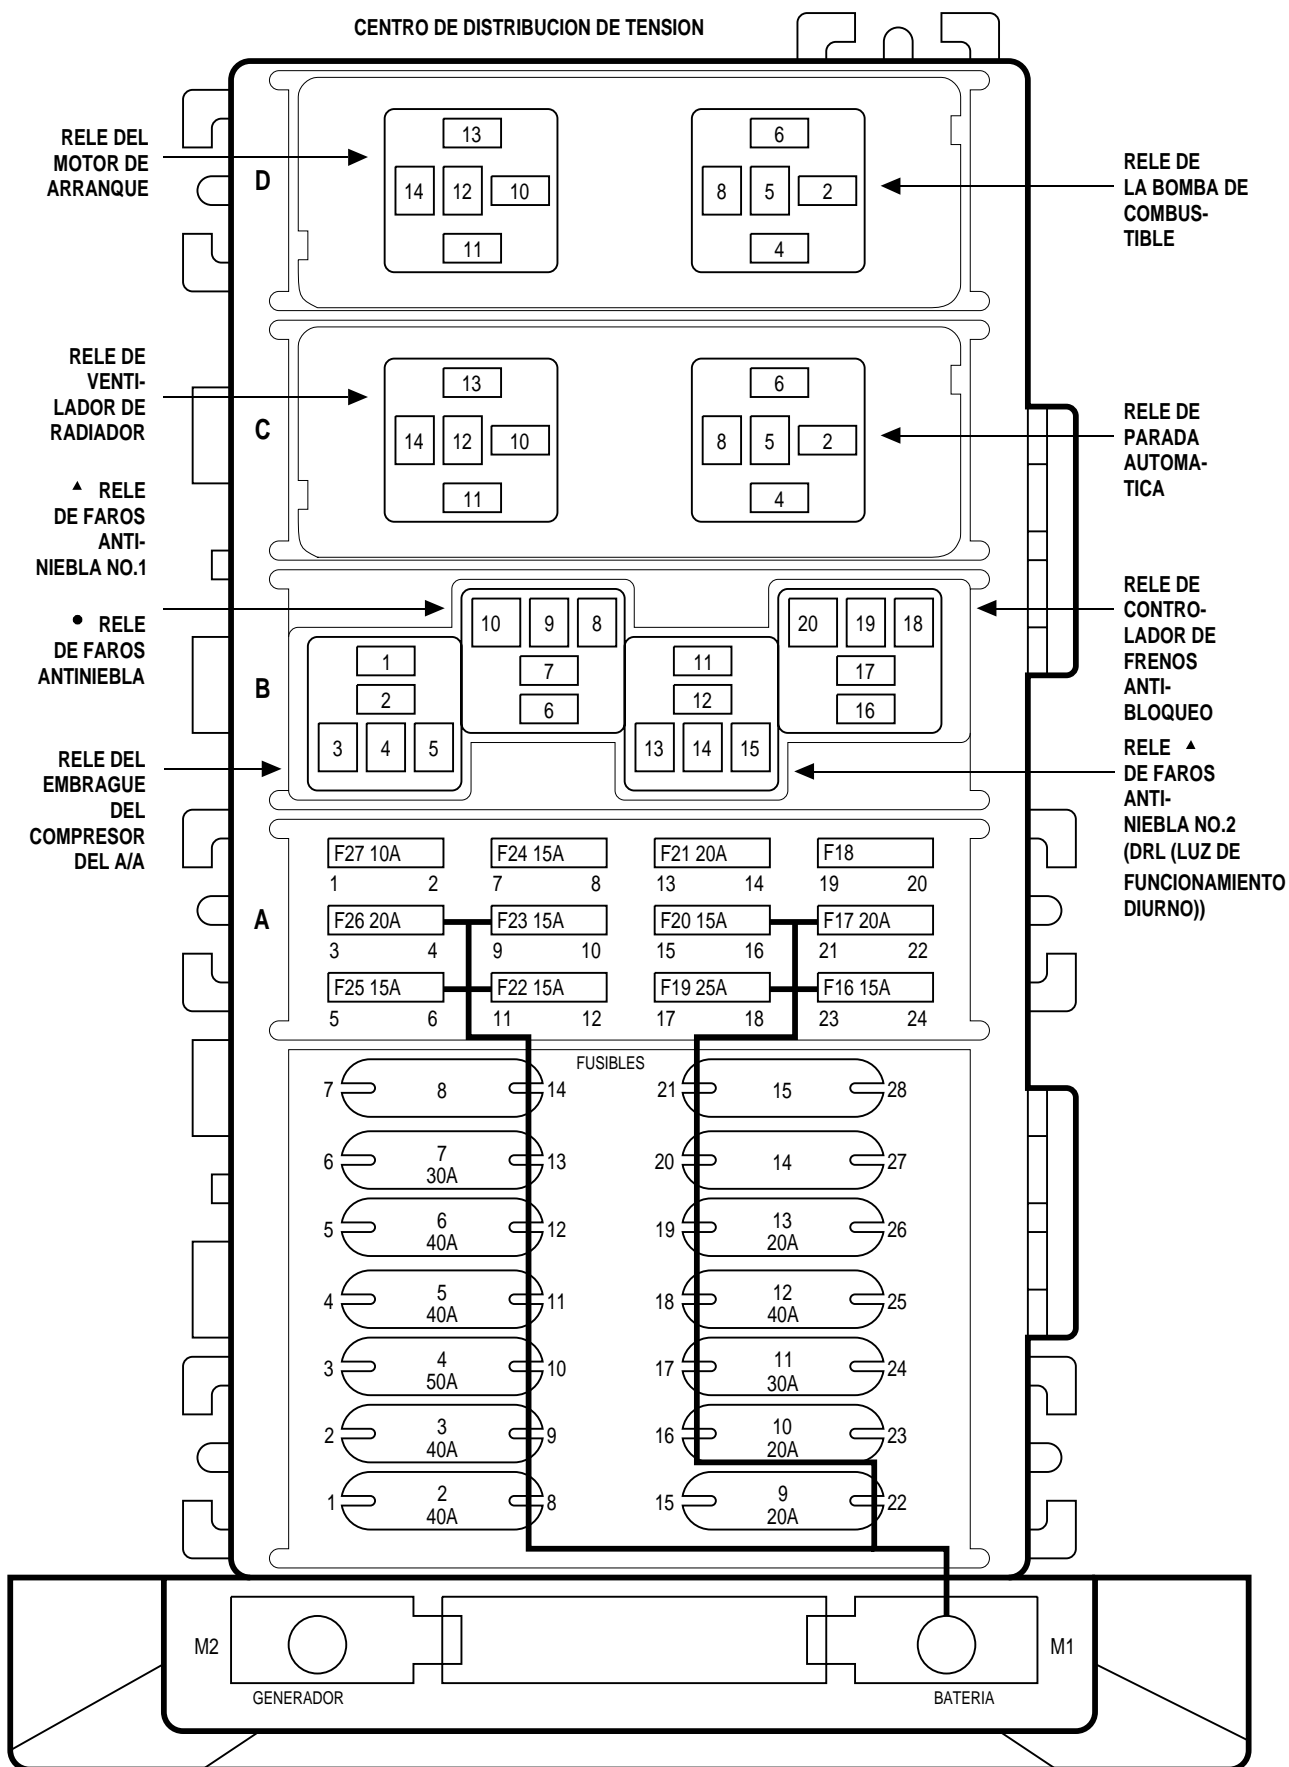 CENTRO DE DISTRIBUCION DE TENSION
RELE DEL
MOTOR DE
ARRANQUE
D
13
14 12 10
11
6
8 5 2
4
RELE DE
LA BOMBA DE
COMBUS-
TIBLE
RELE DE
VENTI-
LADOR DE
RADIADOR
C
13
14 12 10
11
6
8 5 2
4
RELE DE
PARADA
AUTOMA-
TICA
▲ RELE
DE FAROS
ANTI-
NIEBLA NO.1
● RELE
DE FAROS
ANTINIEBLA
RELE DEL
EMBRAGUE
DEL
COMPRESOR
DEL A/A
B
1
2
3 4 5
10 9 8
7
6
11
12
13 14 15
20 19 18
17
16
RELE DE
CONTRO-
LADOR DE
FRENOS
ANTI-
BLOQUEO
RELE ▲
DE FAROS
ANTI-
NIEBLA NO.2
(DRL (LUZ DE
FUNCIONAMIENTO
DIURNO))
A
F27 10A F24 15A F21 20A F18
1 2 7 8 13 14 19 20
F26 20A F23 15A F20 15A F17 20A
3 4 9 10 15 16 21 22
F25 15A F22 15A F19 25A F16 15A
5 6 11 12 17 18 23 24
FUSIBLES
7 8 14 21 15 28
6 7 13 20 14 27
30A
5 6 12 19 13 26
40A 20A
4 5 11 18 12 25
40A 40A
3 4 10 17 11 24
50A 30A
2 3 9 16 10 23
40A 20A
1 2 8 15 9 22
40A 20A
M2 M1
GENERADOR BATERIA